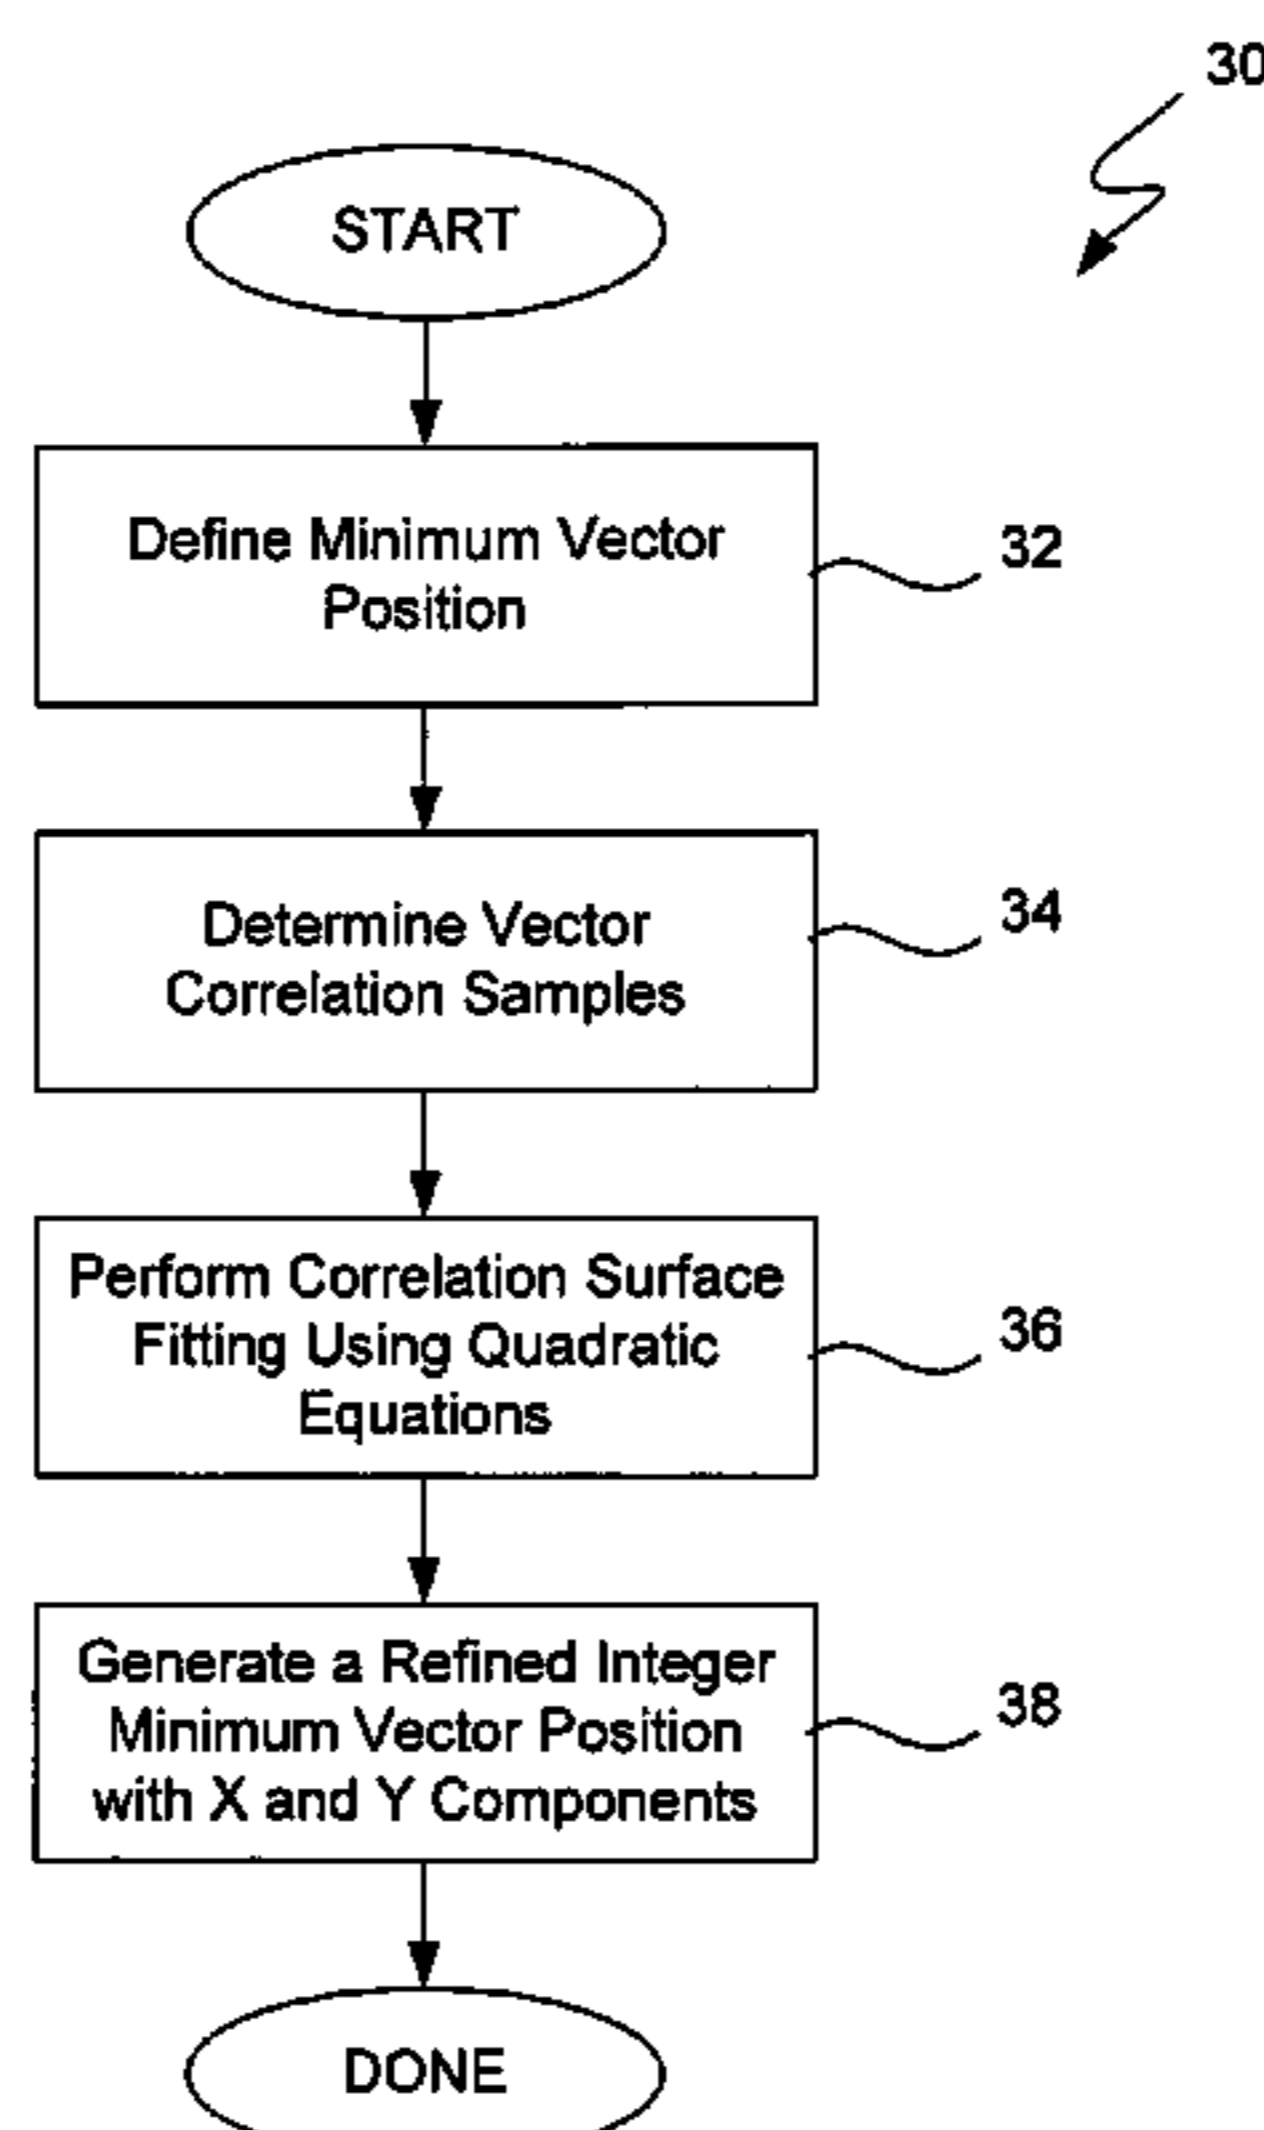 30
START
Define Minimum Vector
Position
32
Determine Vector
Correlation Samples
34
Perform Correlation Surface
Fitting Using Quadratic
Equations
36
Generate a Refined Integer
Minimum Vector Position
with X and Y Components
38
DONE